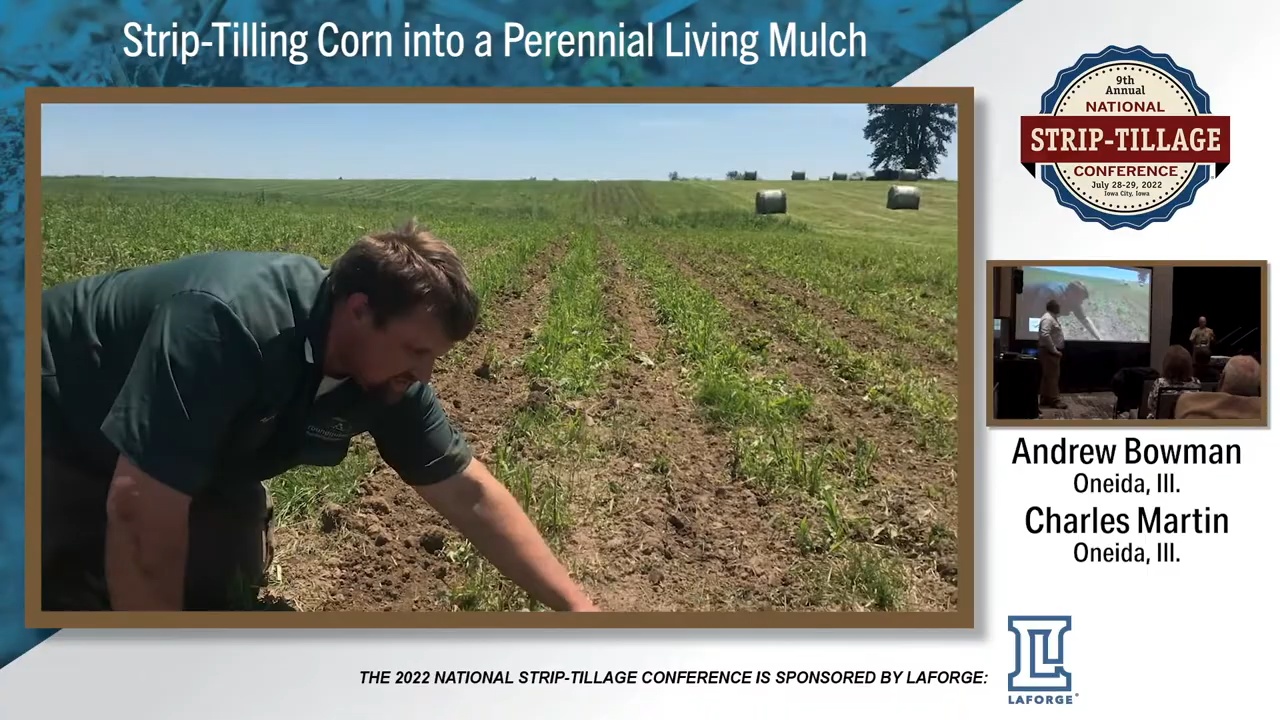 Strip-Tilling Corn into a Perennial Living Mulch
9th
Annual
NATIONAL
STRIP-TILLAGE
CONFERENCE
July 28-29, 2022
Iowa City, Iowa
Andrew Bowman
Oneida, Ill.
Charles Martin
Oneida, Ill.
THE 2022 NATIONAL STRIP-TILLAGE CONFERENCE IS SPONSORED BY LAFORGE:
LAFORGE